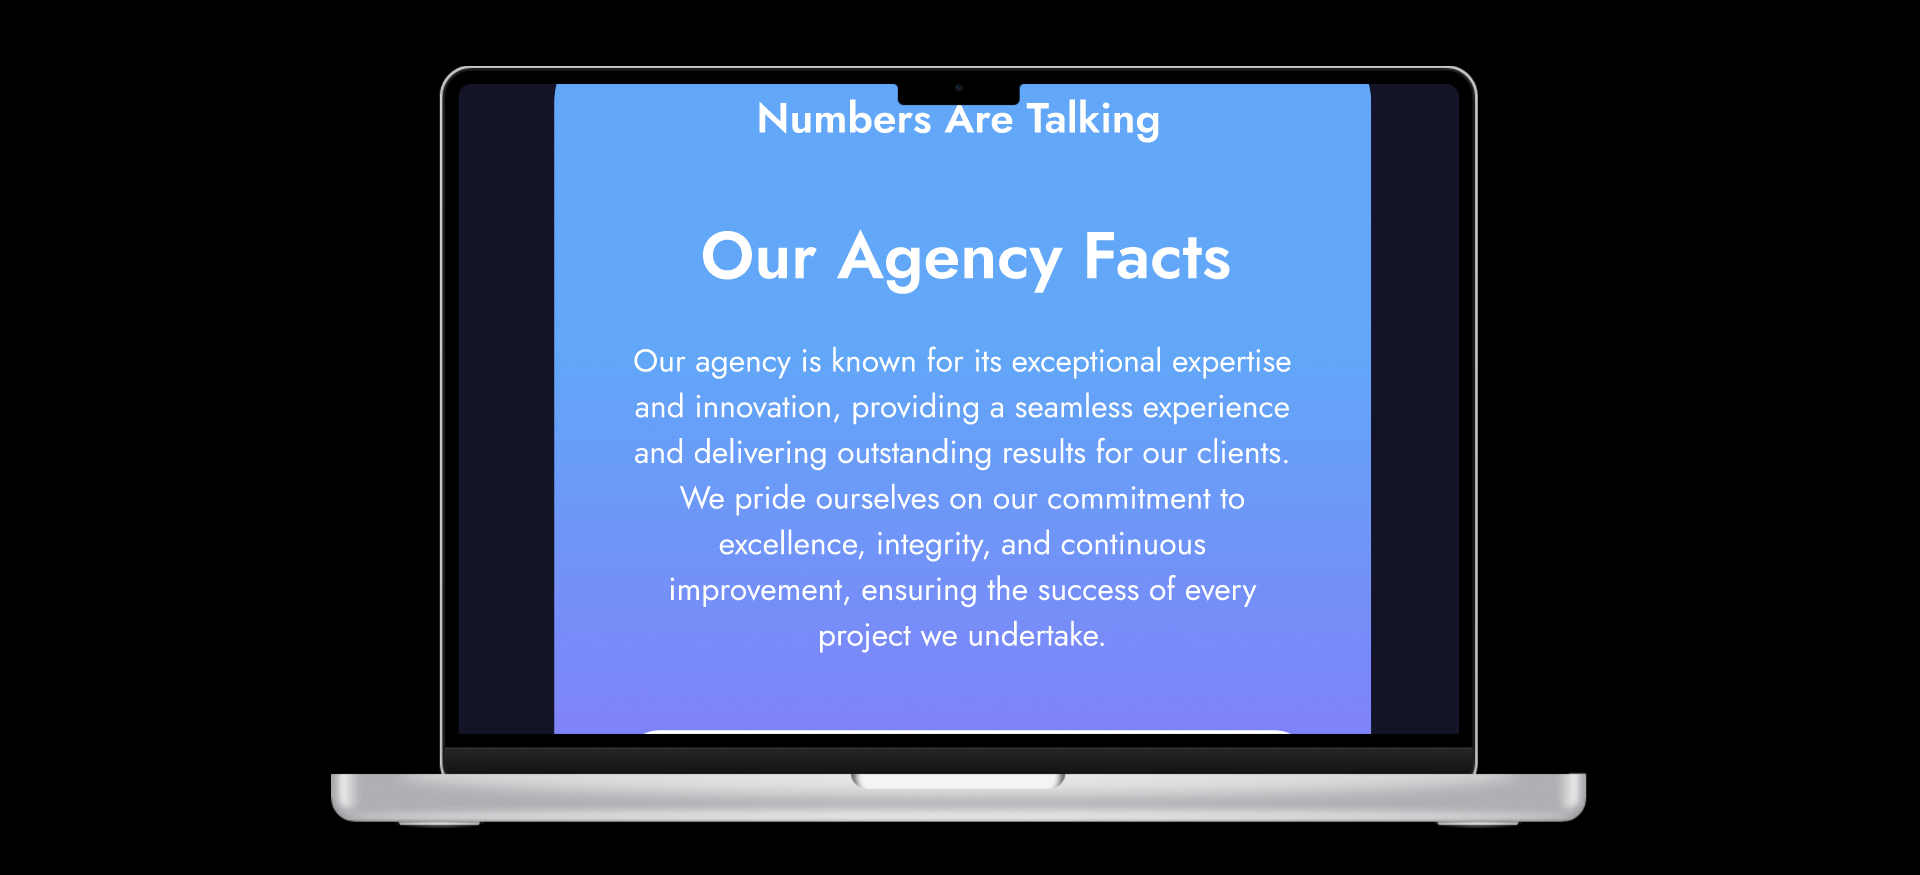 Numbers Are Talking
Our Agency Facts
Our agency is known for its exceptional expertise
and innovation, providing a seamless experience
and delivering outstanding results for our clients.
We pride ourselves on our commitment to
excellence, integrity, and continuous
improvement, ensuring the success of every
project we undertake.